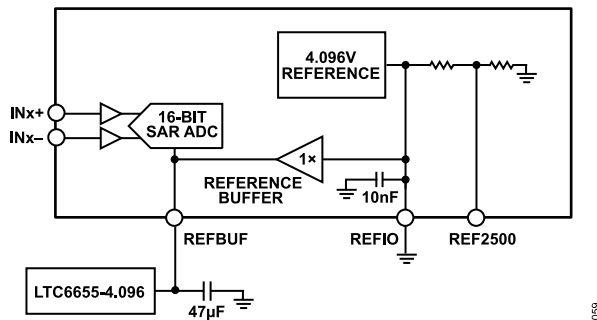 4.096V
REFERENCE
INx+
INx–
16-BIT
SAR ADC
1×
REFERENCE
BUFFER
10nF
REFBUF
REFIO
REF2500
LTC6655-4.096
47µF
059